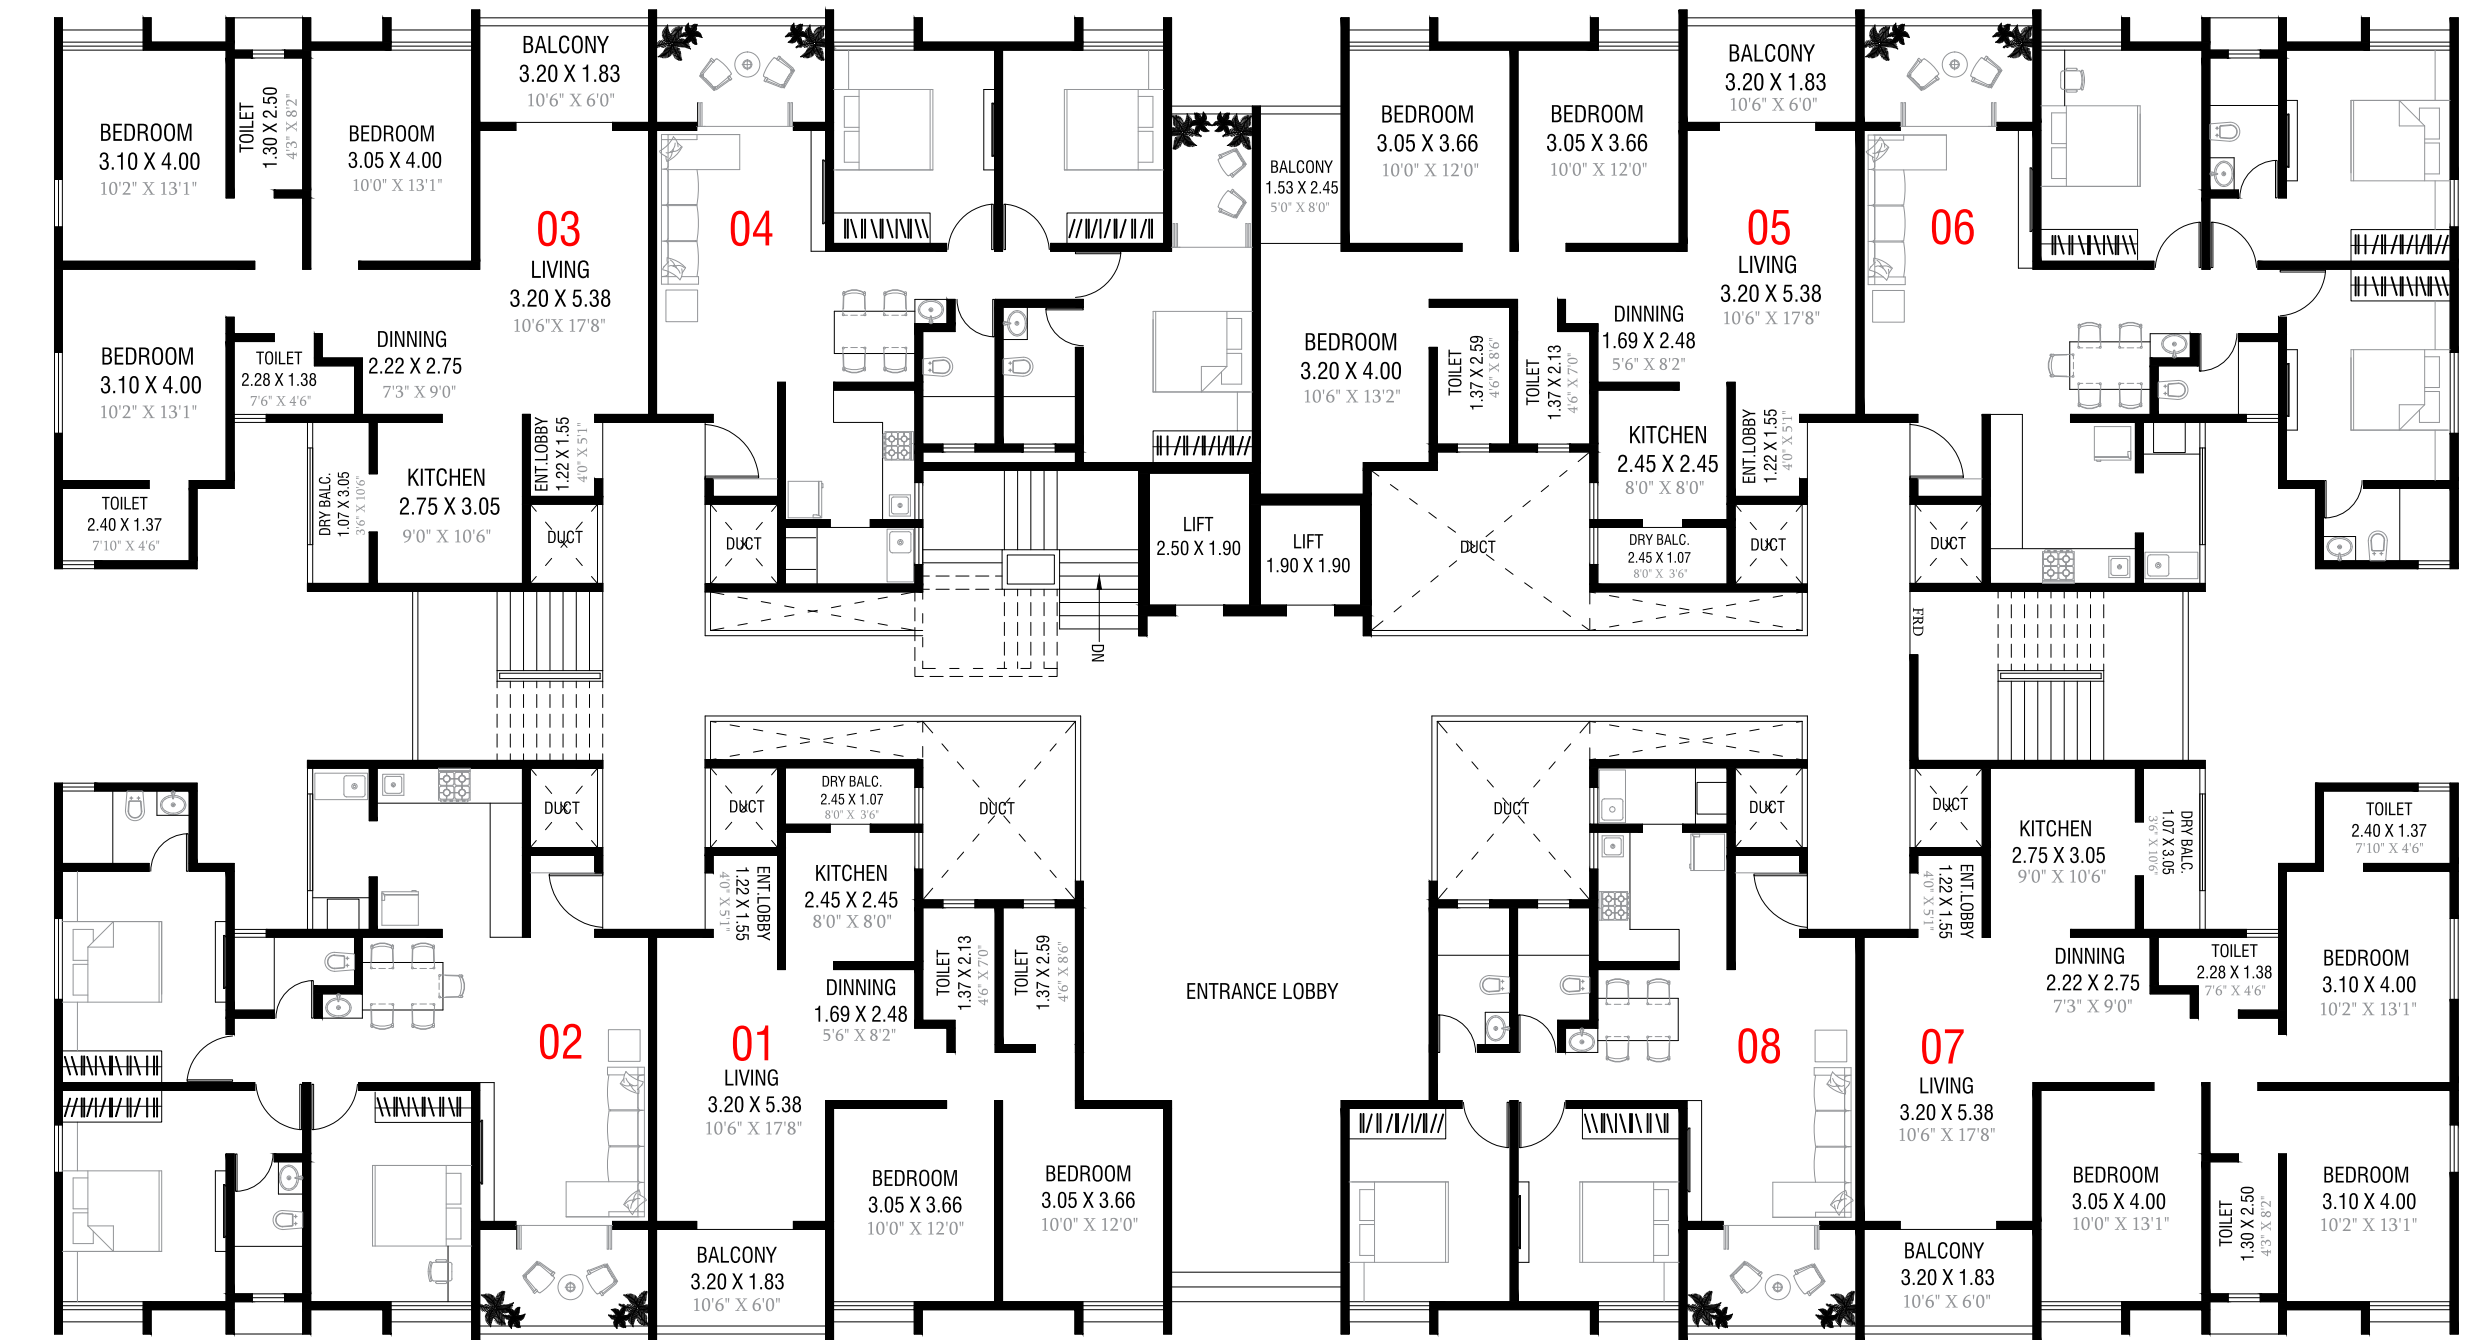 BALCONY
3.20 X 1.83
10'6" X 6'0"
BEDROOM
3.10 X 4.00
10'2" X 13'1"
TOILET
1.30 X 2.50
4'3" X 8'2"
BEDROOM
3.05 X 4.00
10'0" X 13'1"
03
LIVING
3.20 X 5.38
10'6"X 17'8"
DINNING
2.22 X 2.75
7'3" X 9'0"
BEDROOM
3.10 X 4.00
10'2" X 13'1"
TOILET
2.28 X 1.38
7'6" X 4'6"
TOILET
2.40 X 1.37
7'10" X 4'6"
DRY BALC.
1.07 X 3.05
3'6" X 10'6"
KITCHEN
2.75 X 3.05
9'0" X 10'6"
ENT.LOBBY
1.22 X 1.55
4'0" X 5'1"
DUCT
04
DUCT
DN
LIFT
2.50 X 1.90
LIFT
1.90 X 1.90
BALCONY
1.53 X 2.45
5'0" X 8'0"
BEDROOM
3.05 X 3.66
10'0" X 12'0"
BEDROOM
3.05 X 3.66
10'0" X 12'0"
BALCONY
3.20 X 1.83
10'6" X 6'0"
05
LIVING
3.20 X 5.38
10'6" X 17'8"
DINNING
1.69 X 2.48
5'6" X 8'2"
BEDROOM
3.20 X 4.00
10'6" X 13'2"
TOILET
1.37 X 2.59
4'6" X 8'6"
TOILET
1.37 X 2.13
4'6" X 7'0"
KITCHEN
2.45 X 2.45
8'0" X 8'0"
ENT.LOBBY
1.22 X 1.55
4'0" X 5'1"
DUCT
DRY BALC.
2.45 X 1.07
8'0" X 3'6"
DUCT
06
DUCT
FRD
02
DUCT
DUCT
DRY BALC.
2.45 X 1.07
8'0" X 3'6"
DUCT
ENT.LOBBY
1.22 X 1.55
4'0" X 5'1"
KITCHEN
2.45 X 2.45
8'0" X 8'0"
DINNING
1.69 X 2.48
5'6" X 8'2"
TOILET
1.37 X 2.13
4'6" X 7'0"
TOILET
1.37 X 2.59
4'6" X 8'6"
01
LIVING
3.20 X 5.38
10'6" X 17'8"
BEDROOM
3.05 X 3.66
10'0" X 12'0"
BEDROOM
3.05 X 3.66
10'0" X 12'0"
BALCONY
3.20 X 1.83
10'6" X 6'0"
ENTRANCE LOBBY
DUCT
DUCT
08
DUCT
KITCHEN
2.75 X 3.05
9'0" X 10'6"
DRY BALC.
1.07 X 3.05
3'6" X 10'6"
TOILET
2.40 X 1.37
7'10" X 4'6"
ENT.LOBBY
1.22 X 1.55
4'0" X 5'1"
DINNING
2.22 X 2.75
7'3" X 9'0"
TOILET
2.28 X 1.38
7'6" X 4'6"
BEDROOM
3.10 X 4.00
10'2" X 13'1"
07
LIVING
3.20 X 5.38
10'6" X 17'8"
BEDROOM
3.05 X 4.00
10'0" X 13'1"
TOILET
1.30 X 2.50
4'3" X 8'2"
BEDROOM
3.10 X 4.00
10'2" X 13'1"
BALCONY
3.20 X 1.83
10'6" X 6'0"